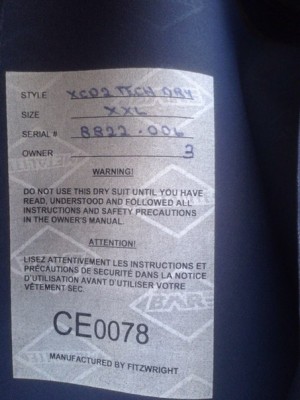 STYLE XCD2 TECH DRY
SIZE XXL
SERIAL # 8822.006
OWNER 3
WARNING!
DO NOT USE THIS DRY SUIT UNTIL YOU HAVE
READ, UNDERSTOOD AND FOLLOWED ALL
INSTRUCTIONS AND SAFETY PRECAUTIONS
IN THE OWNER'S MANUAL.
ATTENTION!
LISEZ ATTENTIVEMENT LES INSTRUCTIONS ET
PRÉCAUTIONS DE SECURITÉ DANS LA NOTICE
D'UTILISATION AVANT D'UTILISER VOTRE
VÊTEMENT SEC.
BARE
CE0078
MANUFACTURED BY FITZWRIGHT